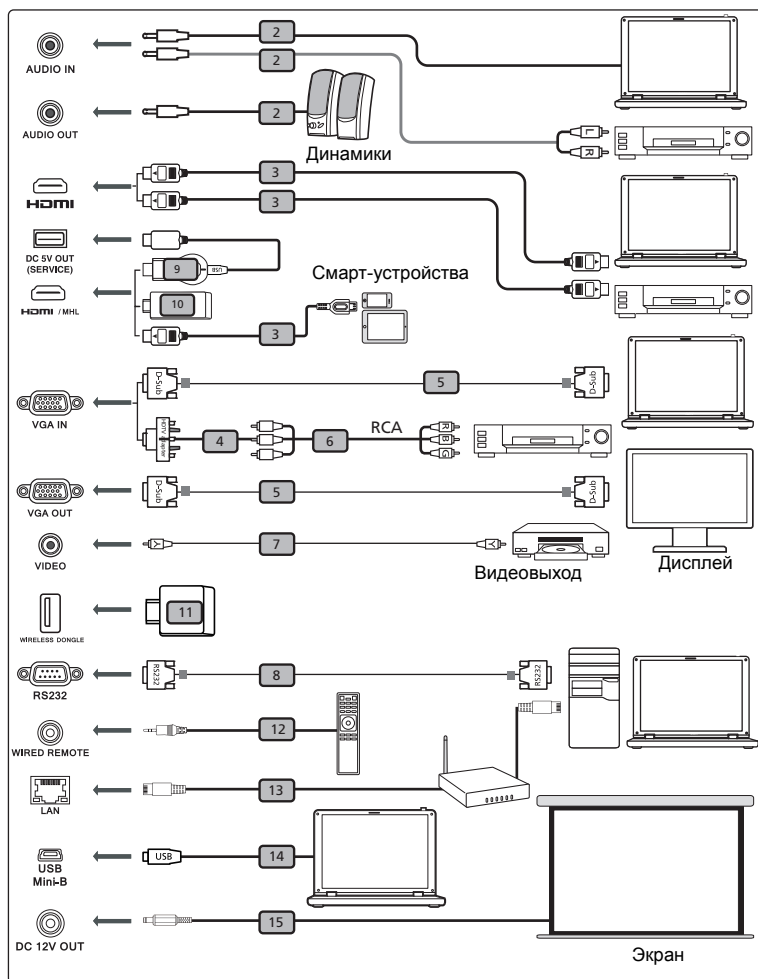 2
2
AUDIO IN
2
AUDIO OUT
L
R
Динамики
3
HDMI
3
DC 5V OUT
(SERVICE)
9
USB
Смарт-устройства
HDMI / MHL
10
3
D-Sub
5
D-Sub
VGA IN
HDTV adapter
4
6
RCA
R
B
G
D-Sub
5
D-Sub
VGA OUT
Y
7
Y
VIDEO
Видеовыход
Дисплей
11
WIRELESS DONGLE
RS232
8
RS232
RS232
12
WIRED REMOTE
13
LAN
USB
14
USB
Mini-B
15
DC 12V OUT
Экран